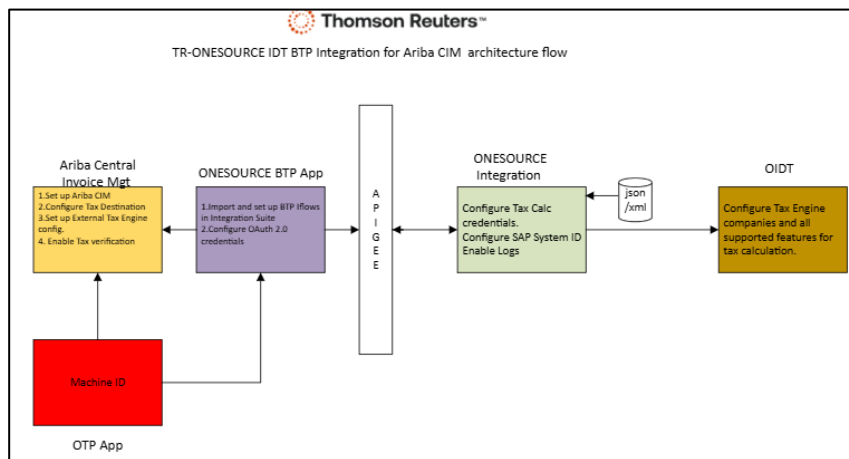 Thomson Reuters™
TR-ONESOURCE IDT BTP Integration for Ariba CIM architecture flow
Ariba Central
Invoice Mgt
1.Set up Ariba CIM
2.Configure Tax Destination
3.Set up External Tax Engine
config.
4. Enable Tax verification
ONESOURCE BTP App
1.Import and set up BTP Iflows
in Integration Suite
2.Configure OAuth 2.0
credentials
A
P
I
G
E
E
ONESOURCE
Integration
Configure Tax Calc
credentials.
Configure SAP System ID
Enable Logs
json
/xml
OIDT
Configure Tax Engine
companies and all
supported features for
tax calculation.
Machine ID
OTP App